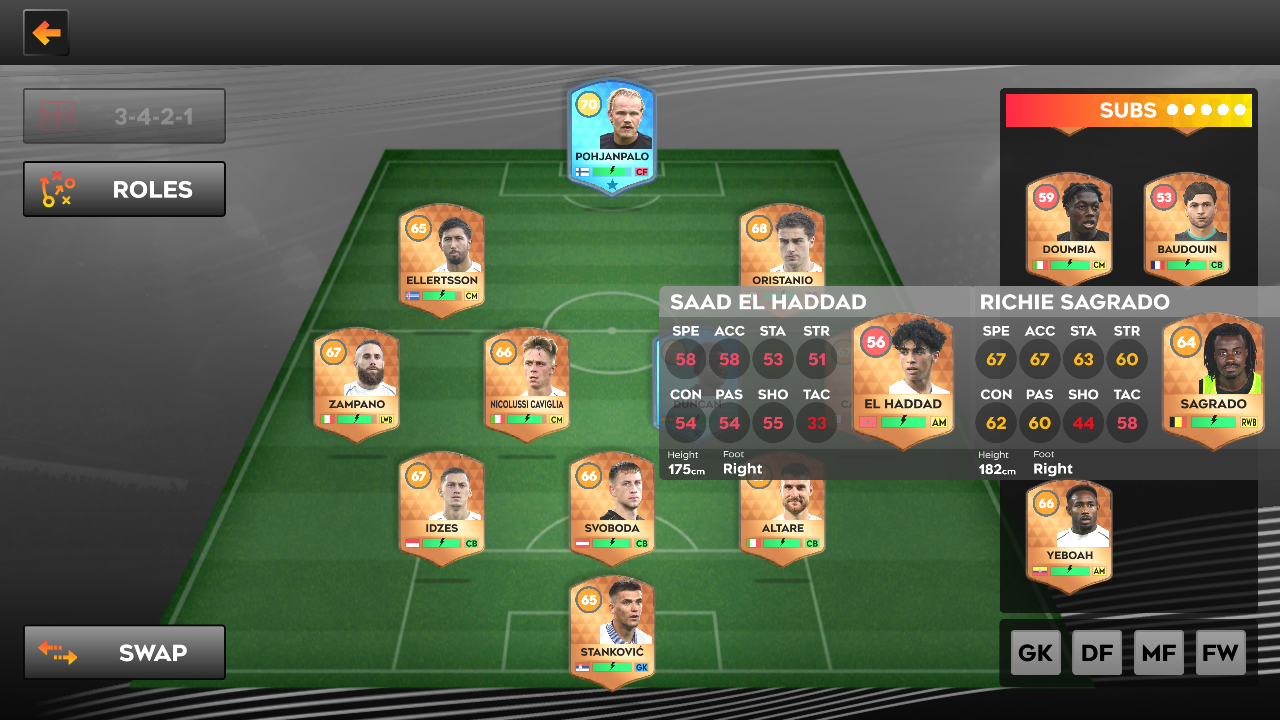 70
POHJANPALO
CF
3-4-2-1
ROLES
SUBS
59
DOUMBIA
CM
53
BAUDOUIN
CB
65
ELLERTSSON
CM
68
ORISTANIO
SAAD EL HADDAD
SPE ACC STA STR
58 58 53 51
CON PAS SHO TAC
54 54 55 33
Height Foot
175cm Right
56
EL HADDAD
AM
RICHIE SAGRADO
SPE ACC STA STR
67 67 63 60
CON PAS SHO TAC
62 60 44 58
Height Foot
182cm Right
64
SAGRADO
RWB
67
ZAMPANO
LWB
66
NICOLUSSI CAVIGLIA
CM
DUNCAN
67
IDZES
CB
66
SVOBODA
CB
ALTARE
CB
66
YEBOAH
AM
65
STANKOVIĆ
GK
SWAP
GK DF MF FW